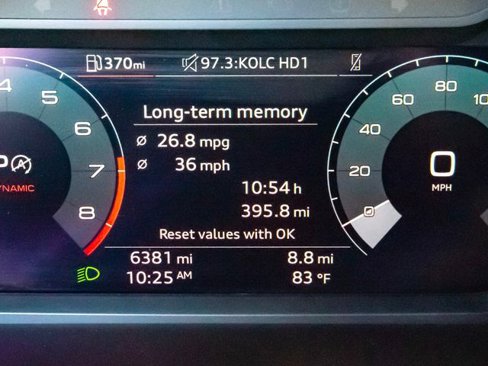 370mi
97.3:KOLC HD1
Long-term memory
Ø 26.8 mpg
Ø 36 mph
10:54 h
395.8 mi
Reset values with OK
6381 mi
8.8 mi
10:25 AM
83 °F
4
5
6
7
8
P A
DYNAMIC
0
20
40
60
80
100
0
MPH